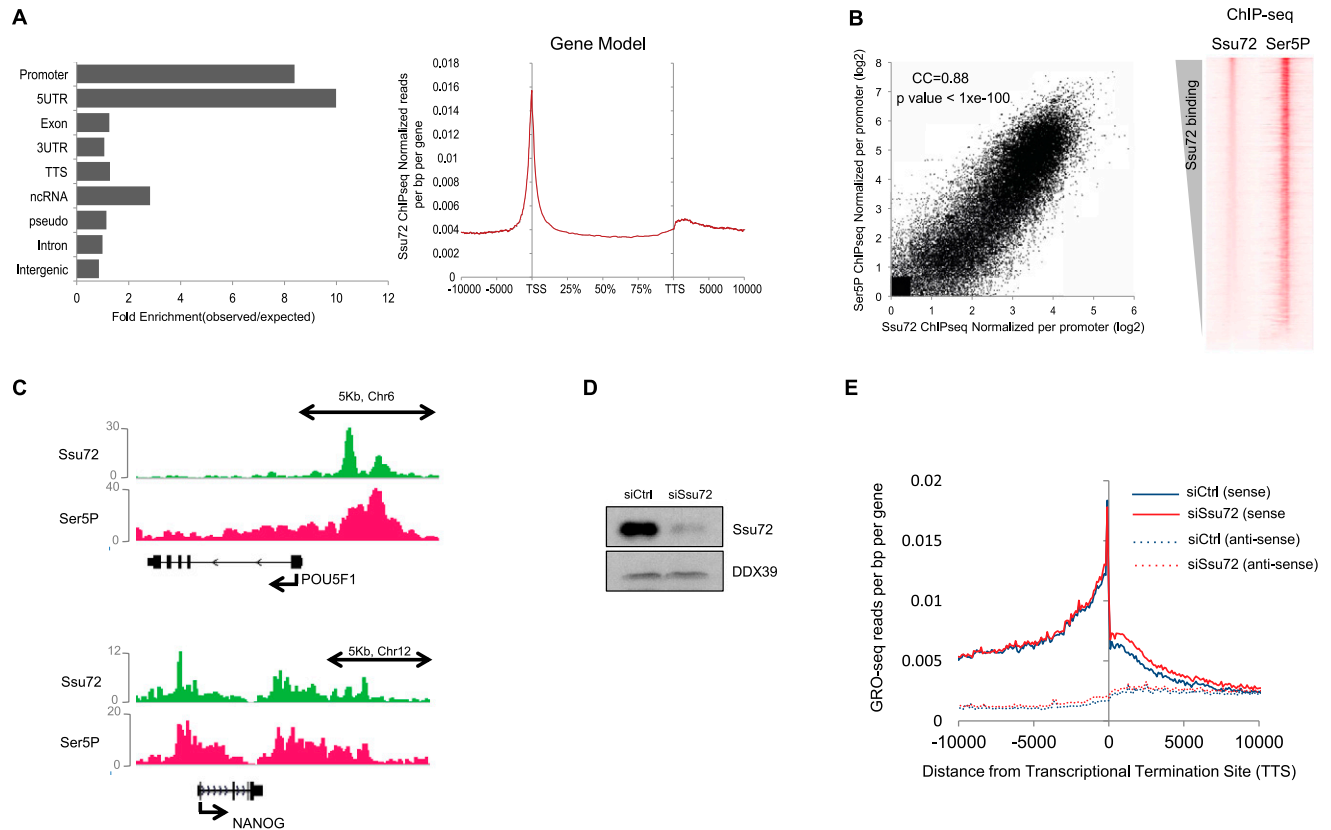 A
Promoter
5UTR
Exon
3UTR
TTS
ncRNA
pseudo
Intron
Intergenic
0 2 4 6 8 10 12
Fold Enrichment(observed/expected)
Gene Model
Ssu72 ChIPseq Normalized reads
per bp per gene
0.018
0.016
0.014
0.012
0.010
0.008
0.006
0.004
0.002
0
-10000 -5000 TSS 25% 50% 75% TTS 5000 10000
B
CC=0.88
p value < 1xe-100
Ser5P ChIPseq Normalized per promoter (log2)
8
7
6
5
4
3
2
1
0
0 1 2 3 4 5 6
Ssu72 ChIPseq Normalized per promoter (log2)
ChIP-seq
Ssu72 Ser5P
Ssu72 binding
C
5Kb, Chr6
30
Ssu72
0
40
Ser5P
0
POU5F1
5Kb, Chr12
12
Ssu72
0
20
Ser5P
0
NANOG
D
siCtrl siSsu72
Ssu72
DDX39
E
GRO-seq reads per bp per gene
0.02
0.015
0.01
0.005
0
-10000 -5000 0 5000 10000
Distance from Transcriptional Termination Site (TTS)
siCtrl (sense)
siSsu72 (sense
siCtrl (anti-sense)
siSsu72 (anti-sense)